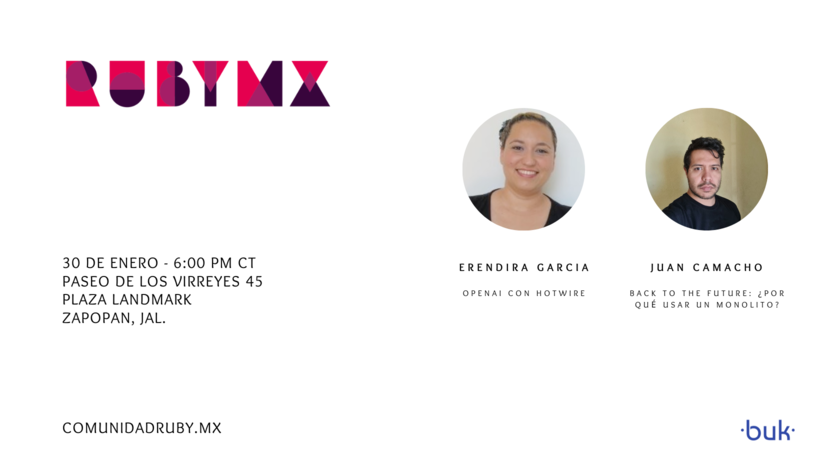 RUBYMX
30 DE ENERO - 6:00 PM CT
PASEO DE LOS VIRREYES 45
PLAZA LANDMARK
ZAPOPAN, JAL.
COMUNIDADRUBY.MX
ERENDIRA GARCIA
OPENAI CON HOTWIRE
JUAN CAMACHO
BACK TO THE FUTURE: ¿POR
QUÉ USAR UN MONOLITO?
·buk·